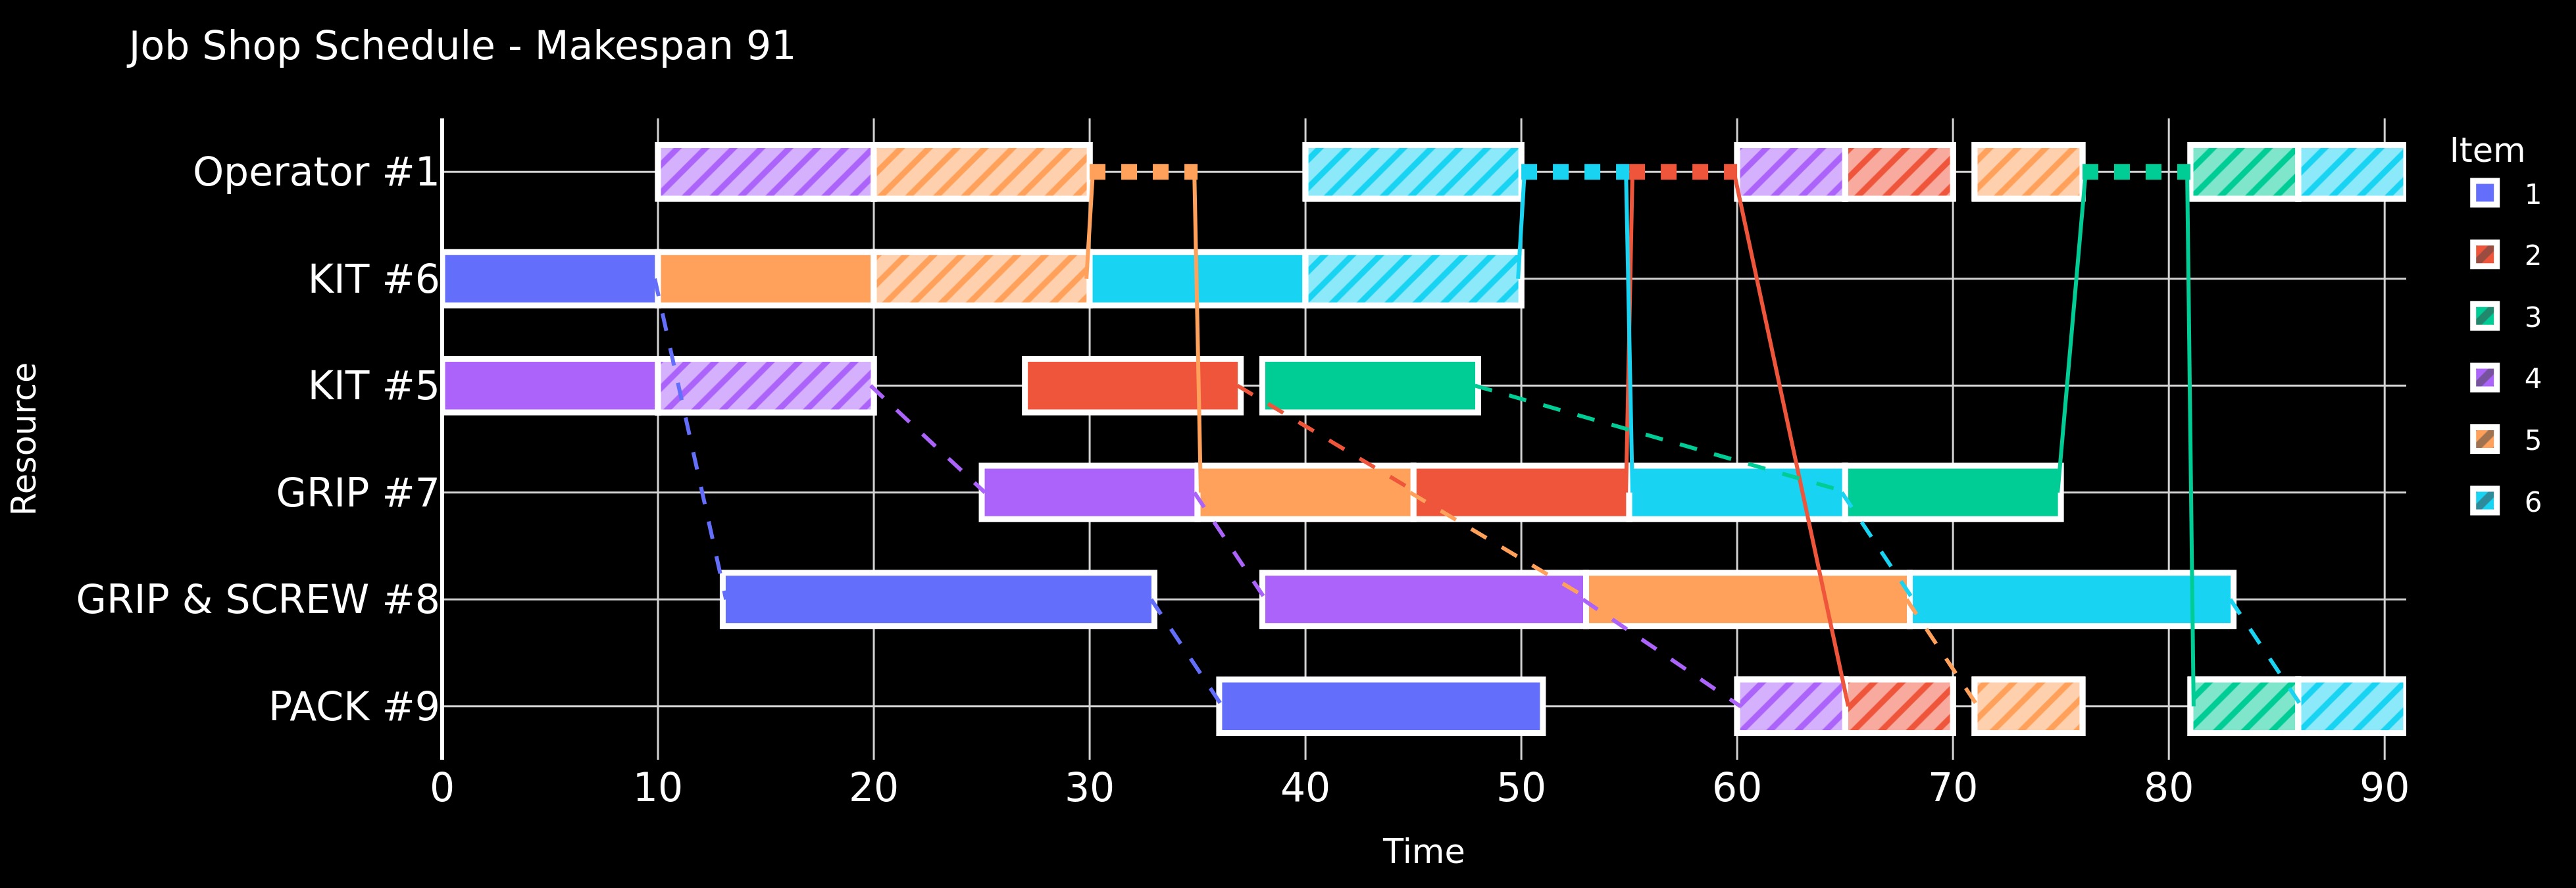 Job Shop Schedule - Makespan 91
Operator #1
KIT #6
KIT #5
GRIP #7
GRIP & SCREW #8
PACK #9
Resource
0 10 20 30 40 50 60 70 80 90
Time
Item
1
2
3
4
5
6